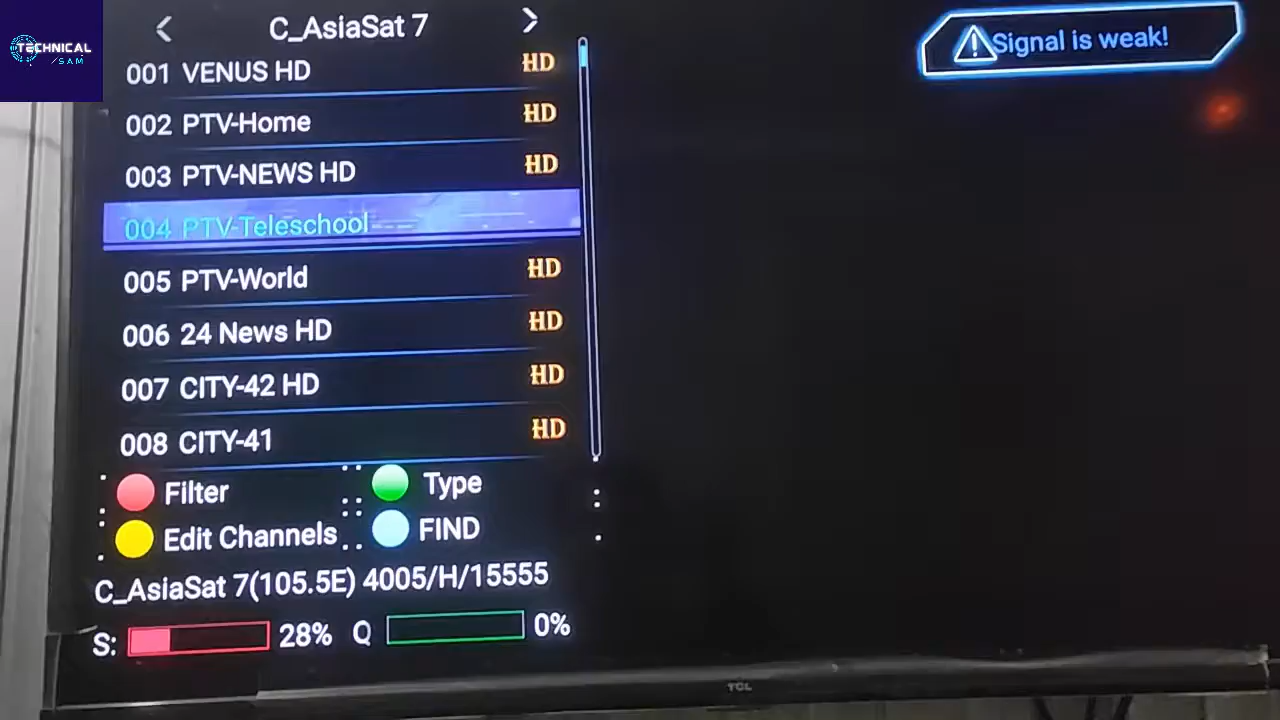 TECHNICAL
/SAM
C_AsiaSat 7
Signal is weak!
001 VENUS HD HD
002 PTV-Home HD
003 PTV-NEWS HD HD
004 PTV-Teleschool
005 PTV-World HD
006 24 News HD HD
007 CITY-42 HD HD
008 CITY-41 HD
Filter
Type
Edit Channels
FIND
C_AsiaSat 7(105.5E) 4005/H/15555
S: 28% Q 0%
TCL